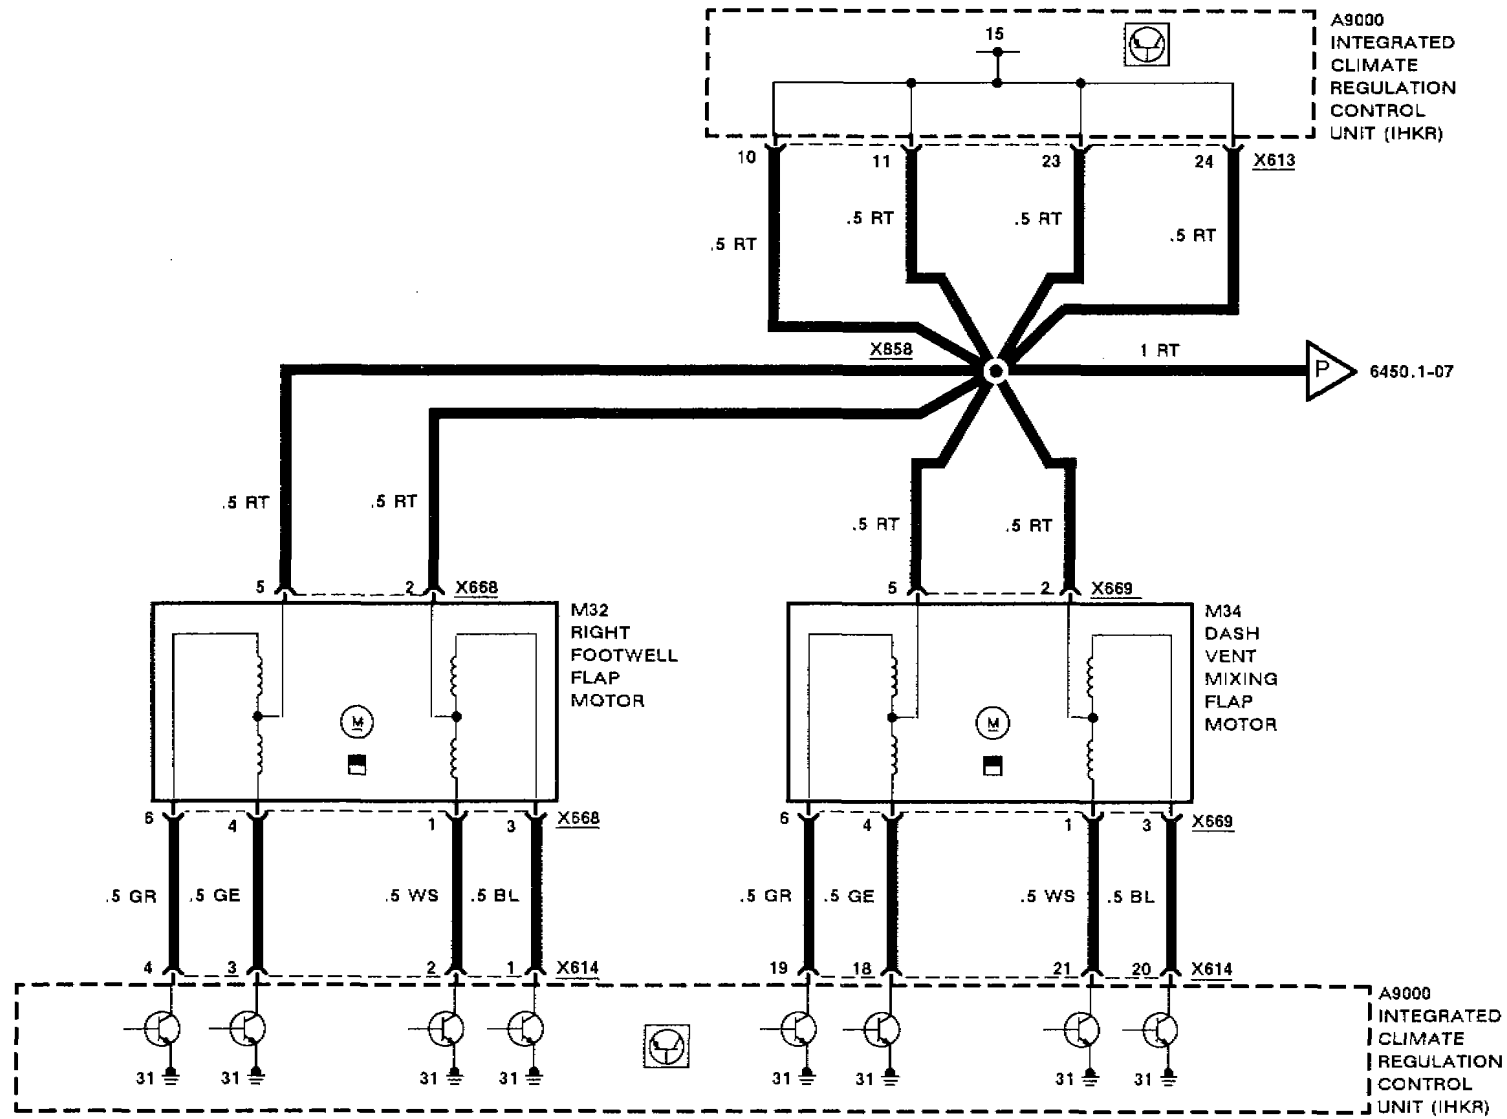 A9000
INTEGRATED
CLIMATE
REGULATION
CONTROL
UNIT (IHKR)
15
10 11 23 24 X613
.5 RT .5 RT .5 RT .5 RT
X858
1 RT
P
6450.1-07
.5 RT .5 RT .5 RT .5 RT
5 2 X668
5 2 X669
M32
RIGHT
FOOTWELL
FLAP
MOTOR
M
M34
DASH
VENT
MIXING
FLAP
MOTOR
M
6 4 1 3 X668
6 4 1 3 X669
.5 GR .5 GE .5 WS .5 BL
.5 GR .5 GE .5 WS .5 BL
4 3 2 1 X614
19 18 21 20 X614
31 31 31 31
31 31 31 31
A9000
INTEGRATED
CLIMATE
REGULATION
CONTROL
UNIT (IHKR)